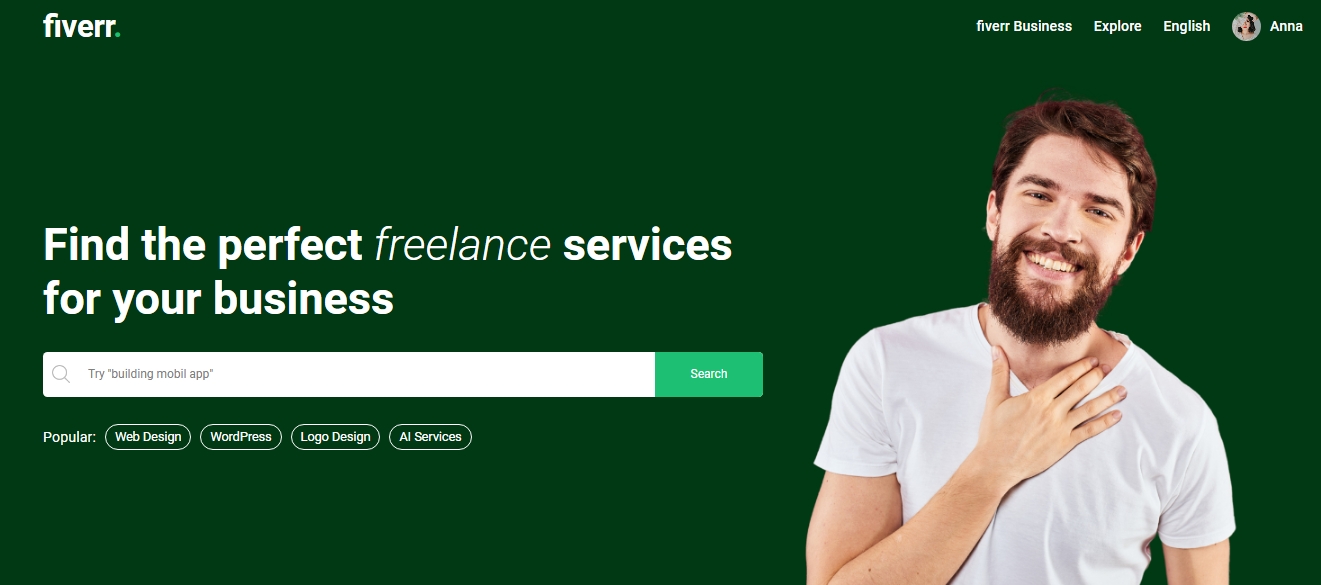 fiverr.
fiverr Business Explore English Anna
Find the perfect freelance services
for your business
Try "building mobil app"
Search
Popular: Web Design WordPress Logo Design AI Services